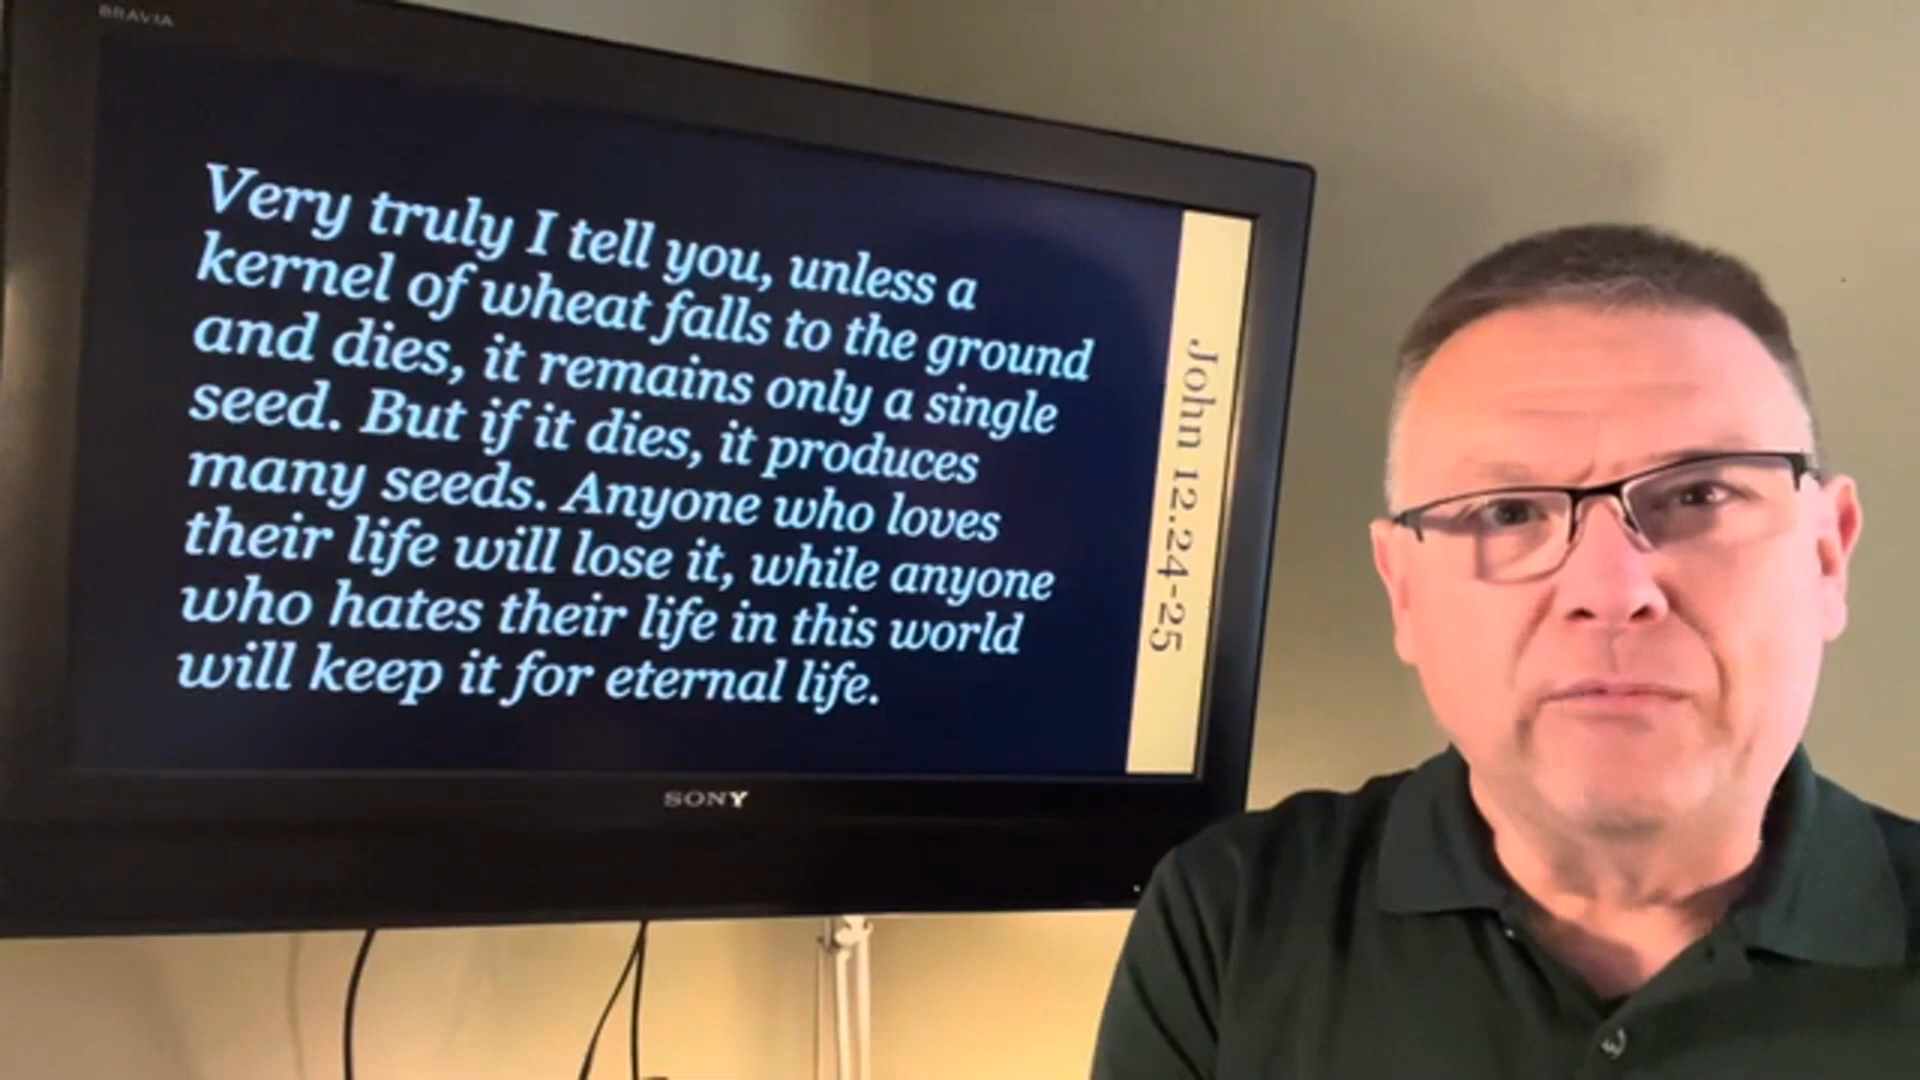 BRAVIA
Very truly I tell you, unless a
kernel of wheat falls to the ground
and dies, it remains only a single
seed. But if it dies, it produces
many seeds. Anyone who loves
their life will lose it, while anyone
who hates their life in this world
will keep it for eternal life.
John 12.24-25
SONY